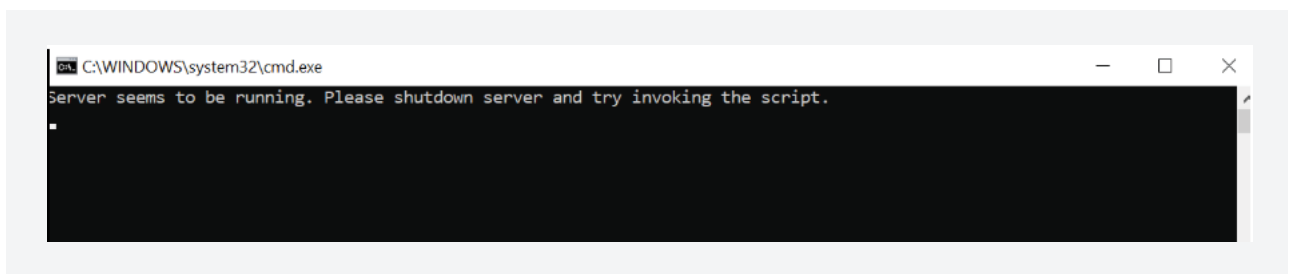 C:\WINDOWS\system32\cmd.exe
Server seems to be running. Please shutdown server and try invoking the script.